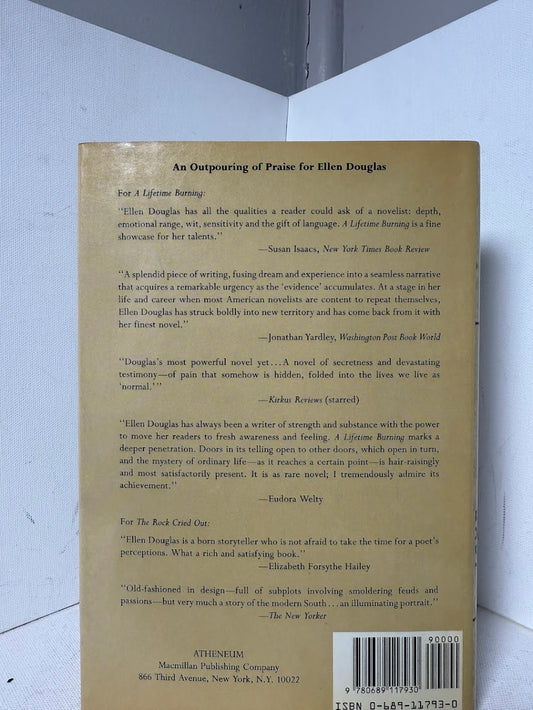 An Outpouring of Praise for Ellen Douglas
For A Lifetime Burning:
"Ellen Douglas has all the qualities a reader could ask of a novelist: depth,
emotional range, wit, sensitivity and the gift of language. A Lifetime Burning is a fine
showcase for her talents."
—Susan Isaacs, New York Times Book Review
"A splendid piece of writing, fusing dream and experience into a seamless narrative
that acquires a remarkable urgency as the 'evidence' accumulates. At a stage in her
life and career when most American novelists are content to repeat themselves,
Ellen Douglas has struck boldly into new territory and has come back from it with
her finest novel."
—Jonathan Yardley, Washington Post Book World
"Douglas's most powerful novel yet...A novel of secretness and devastating
testimony—of pain that somehow is hidden, folded into the lives we live as
'normal.'"
—Kirkus Reviews (starred)
"Ellen Douglas has always been a writer of strength and substance with the power
to move her readers to fresh awareness and feeling. A Lifetime Burning marks a
deeper penetration. Doors in its telling open to other doors, which open in turn,
and the mystery of ordinary life—as it reaches a certain point—is hair-raisingly
and most satisfactorily present. It is as rare novel; I tremendously admire its
achievement."
—Eudora Welty
For The Rock Cried Out:
"Ellen Douglas is a born storyteller who is not afraid to take the time for a poet's
perceptions. What a rich and satisfying book."
—Elizabeth Forsythe Hailey
"Old-fashioned in design—full of subplots involving smoldering feuds and
passions—but very much a story of the modern South...an illuminating portrait."
—The New Yorker
ATHENEUM
Macmillan Publishing Company
866 Third Avenue, New York, N.Y. 10022
90000
9 780689 117930
ISBN 0-689-11793-0